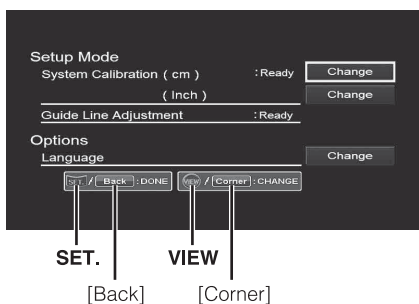 Setup Mode
System Calibration ( cm ) :Ready Change
( Inch ) Change
Guide Line Adjustment :Ready
Options
Language Change
SET. / Back : DONE VIEW / Corner : CHANGE
SET. VIEW
[Back] [Corner]